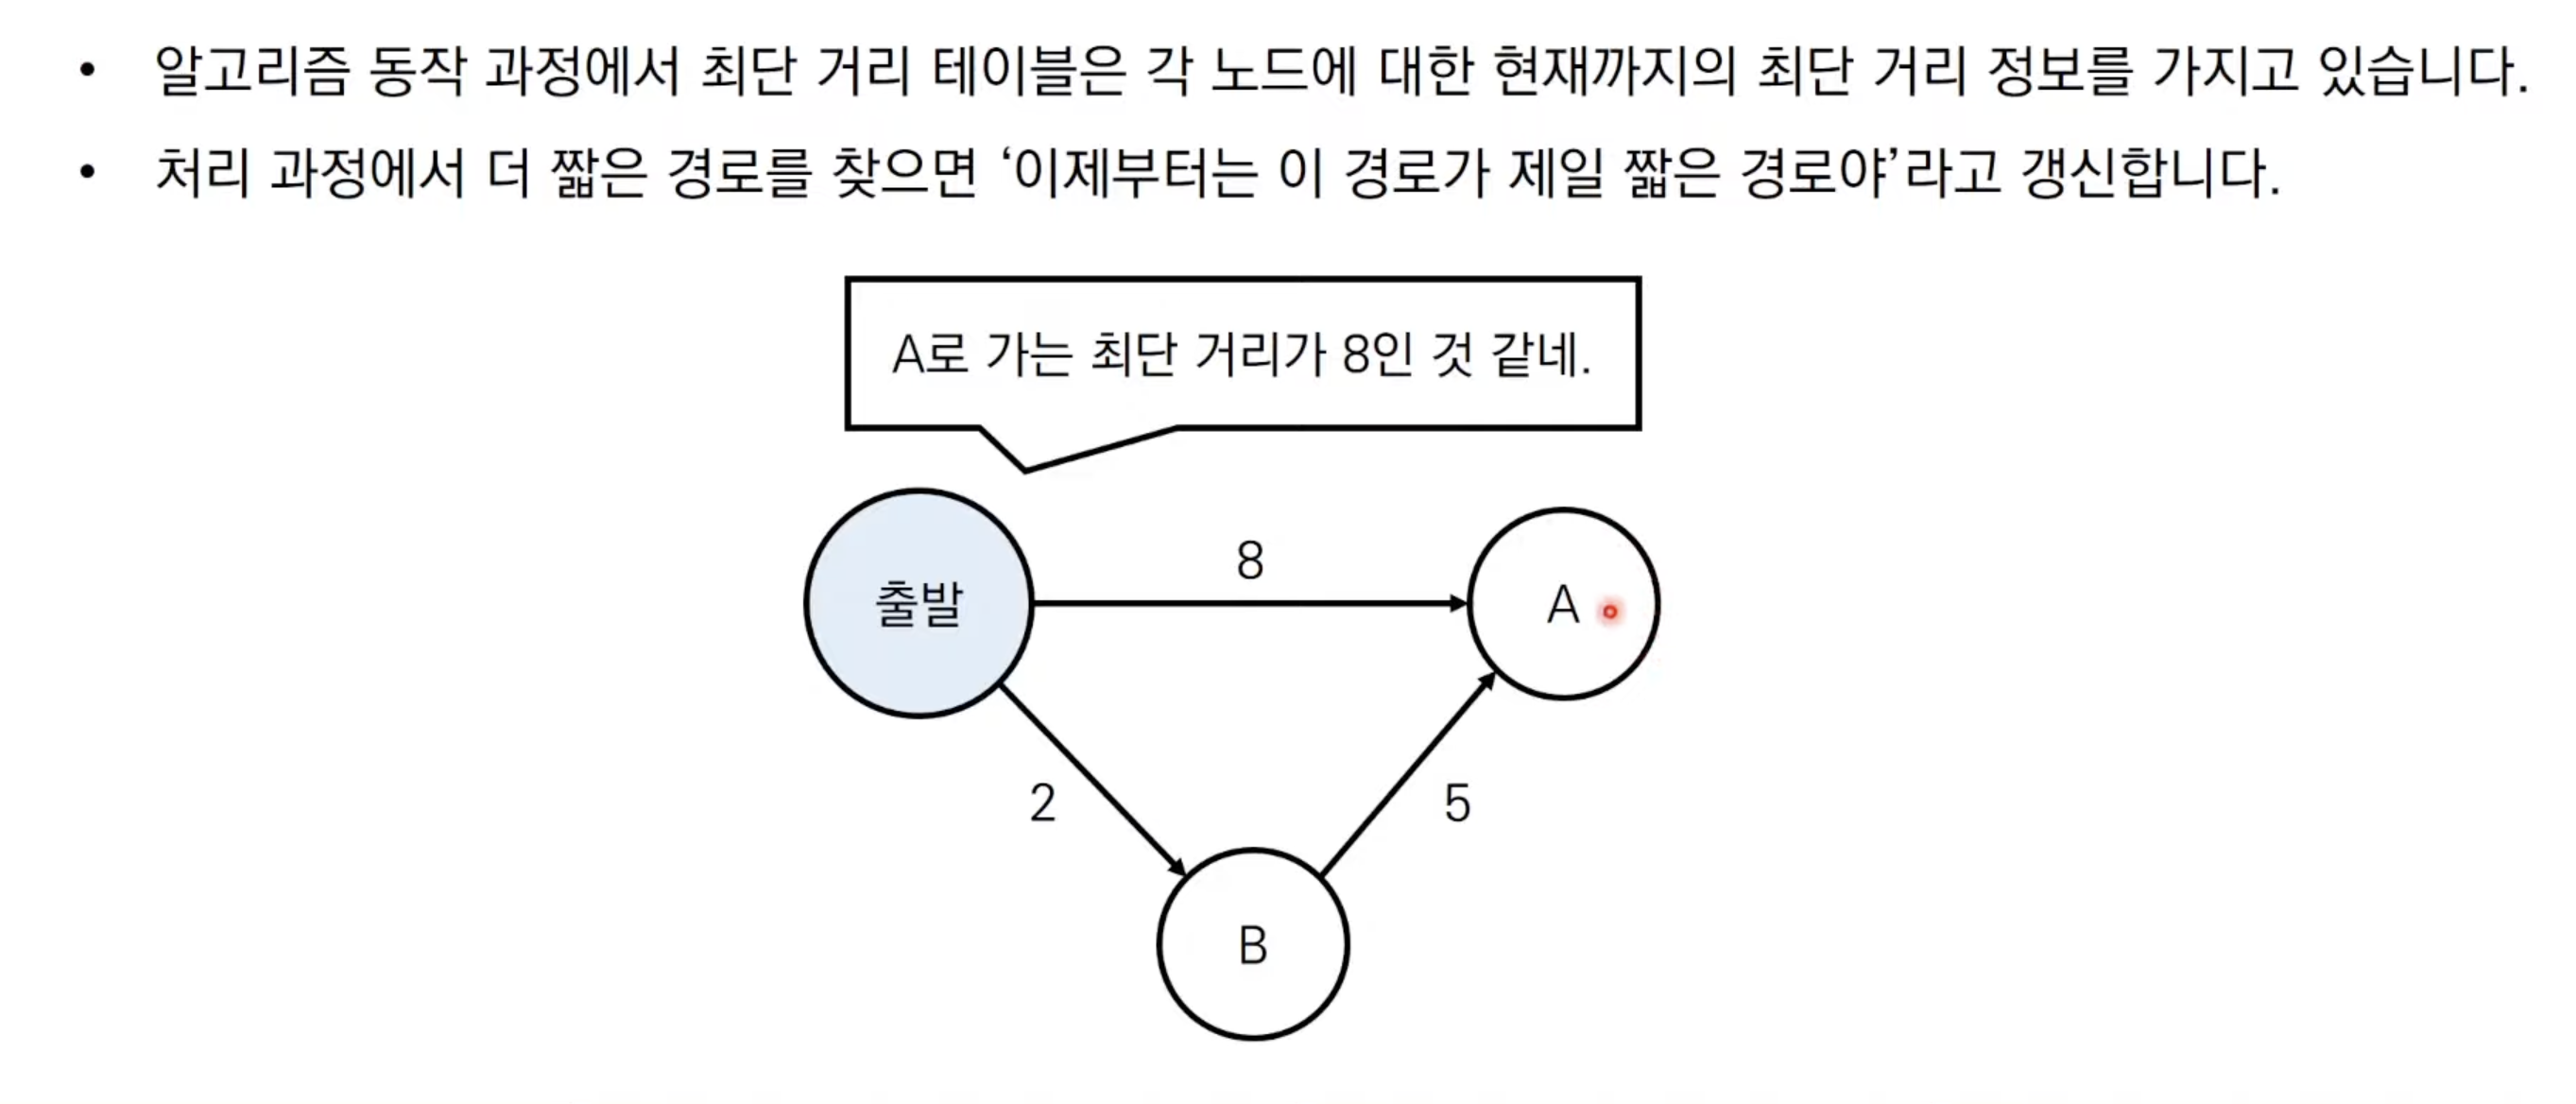 • 알고리즘 동작 과정에서 최단 거리 테이블은 각 노드에 대한 현재까지의 최단 거리 정보를 가지고 있습니다.
• 처리 과정에서 더 짧은 경로를 찾으면 ‘이제부터는 이 경로가 제일 짧은 경로야’라고 갱신합니다.
A로 가는 최단 거리가 8인 것 같네.
8
출발
A
2
5
B